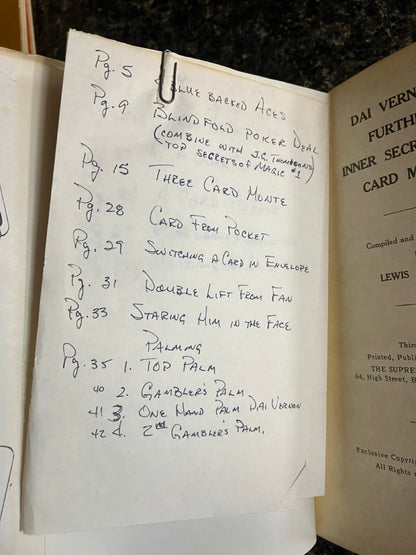 Pg. 5 BLUE BACKED ACES
Pg. 9 BLINDFOLD POKER DEAL
(COMBINE WITH J.G. THOMPSONS
TOP SECRETS OF MAGIC #1)
Pg. 15 THREE CARD MONTE
Pg. 28 CARD FROM POCKET
Pg. 29 SWITCHING A CARD IN ENVELOPE
Pg. 31 DOUBLE LIFT FROM FAN
Pg. 33 STARING HIM IN THE FACE
PALMING
Pg. 35 1. TOP PALM
40 2. GAMBLER'S PALM
41 3. ONE HAND PALM DAI VERNON
42 4. 2nd GAMBLER'S PALM.
DAI VERN
FURTH
INNER SECR
CARD M
Compiled and
LEWIS
Third
Printed, Publi
THE SUPRE
64, High Street, B
Exclusive Copyri
All Rights